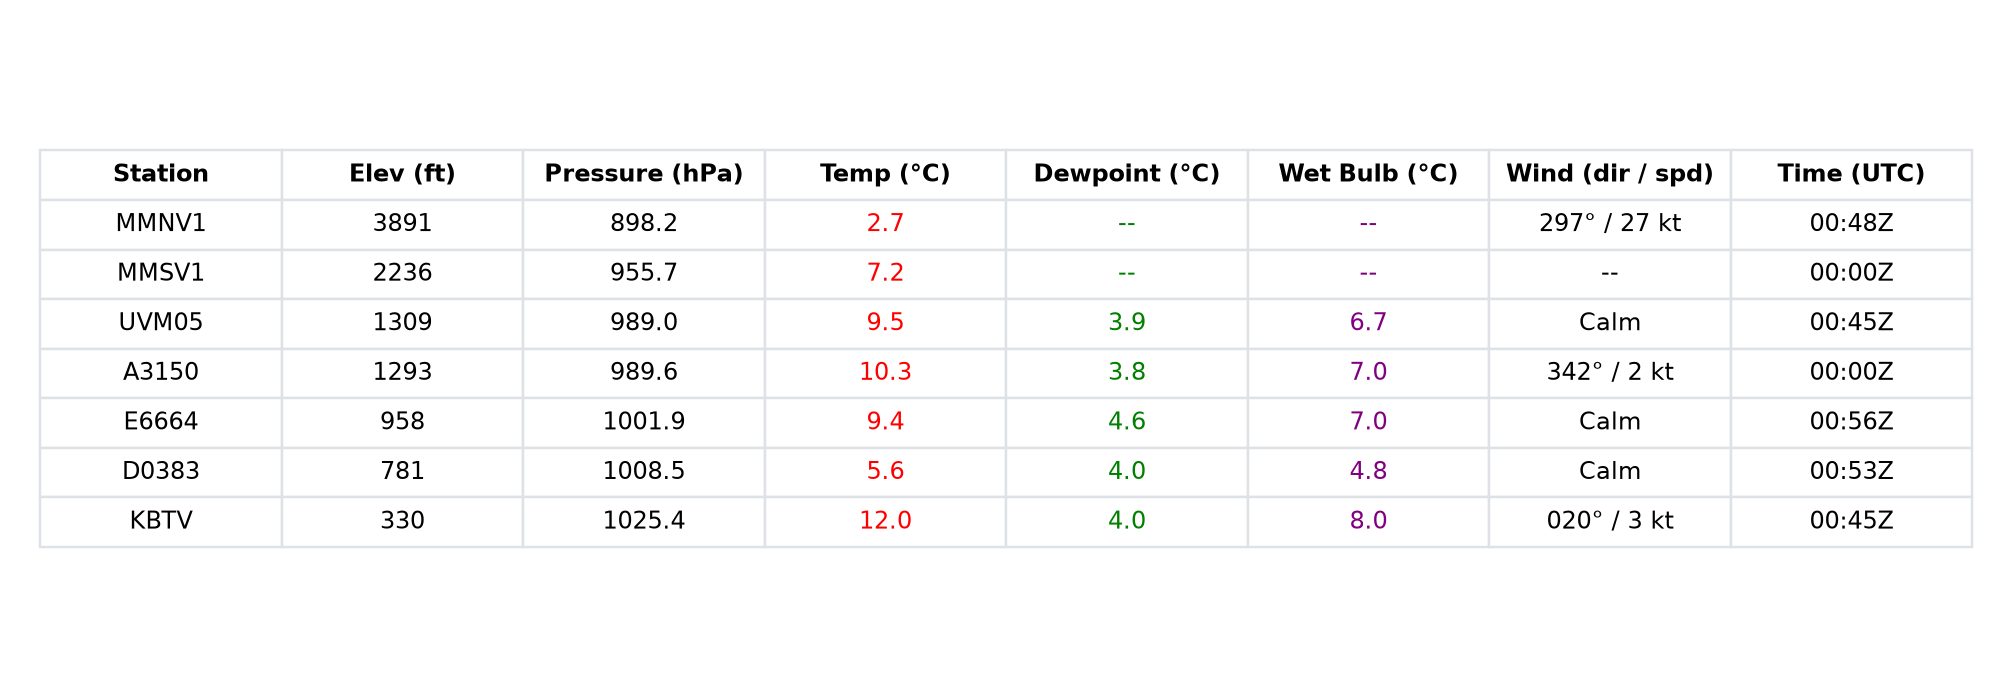 Station Elev (ft) Pressure (hPa) Temp (°C) Dewpoint (°C) Wet Bulb (°C) Wind (dir / spd) Time (UTC)
MMNV1 3891 898.2 2.7 -- -- 297° / 27 kt 00:48Z
MMSV1 2236 955.7 7.2 -- -- -- 00:00Z
UVM05 1309 989.0 9.5 3.9 6.7 Calm 00:45Z
A3150 1293 989.6 10.3 3.8 7.0 342° / 2 kt 00:00Z
E6664 958 1001.9 9.4 4.6 7.0 Calm 00:56Z
D0383 781 1008.5 5.6 4.0 4.8 Calm 00:53Z
KBTV 330 1025.4 12.0 4.0 8.0 020° / 3 kt 00:45Z